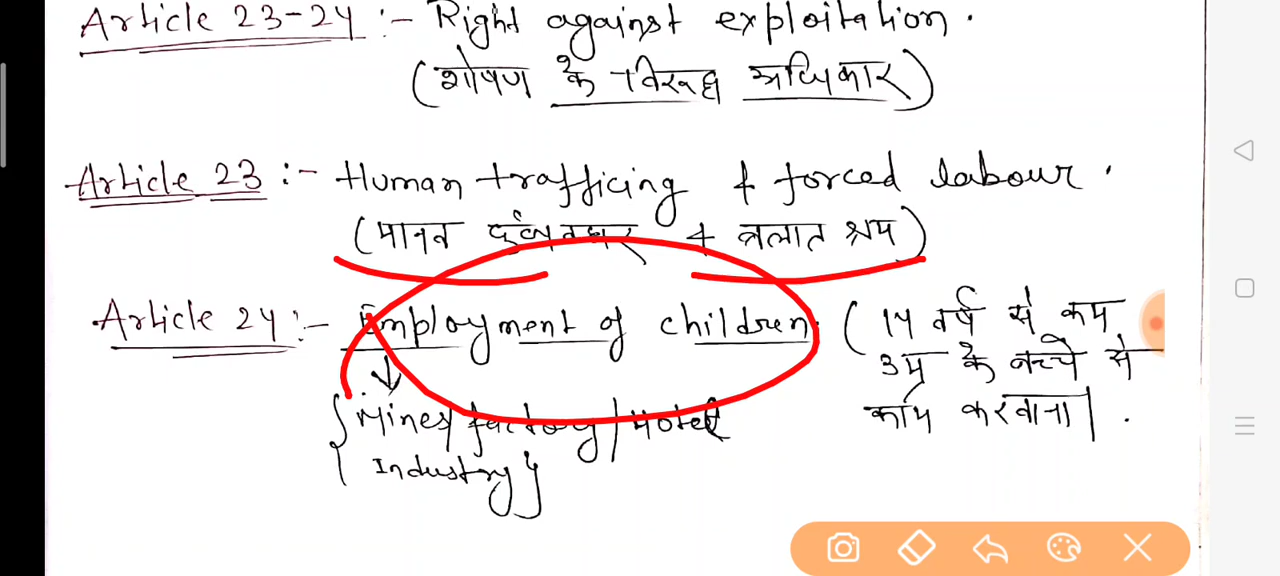 Article 23-24 :- Right against exploitation.
(शोषण के विरुध अधिकार)
Article 23 :- Human trafficing & forced labour.
(मानव दुर्व्यवहार & बलात श्रम)
Article 24 :- Employment of children. (14 वर्ष से कम
उम्र के बच्चे से
काम करवाना|.
{Mines/factory/Hotel
Industry}